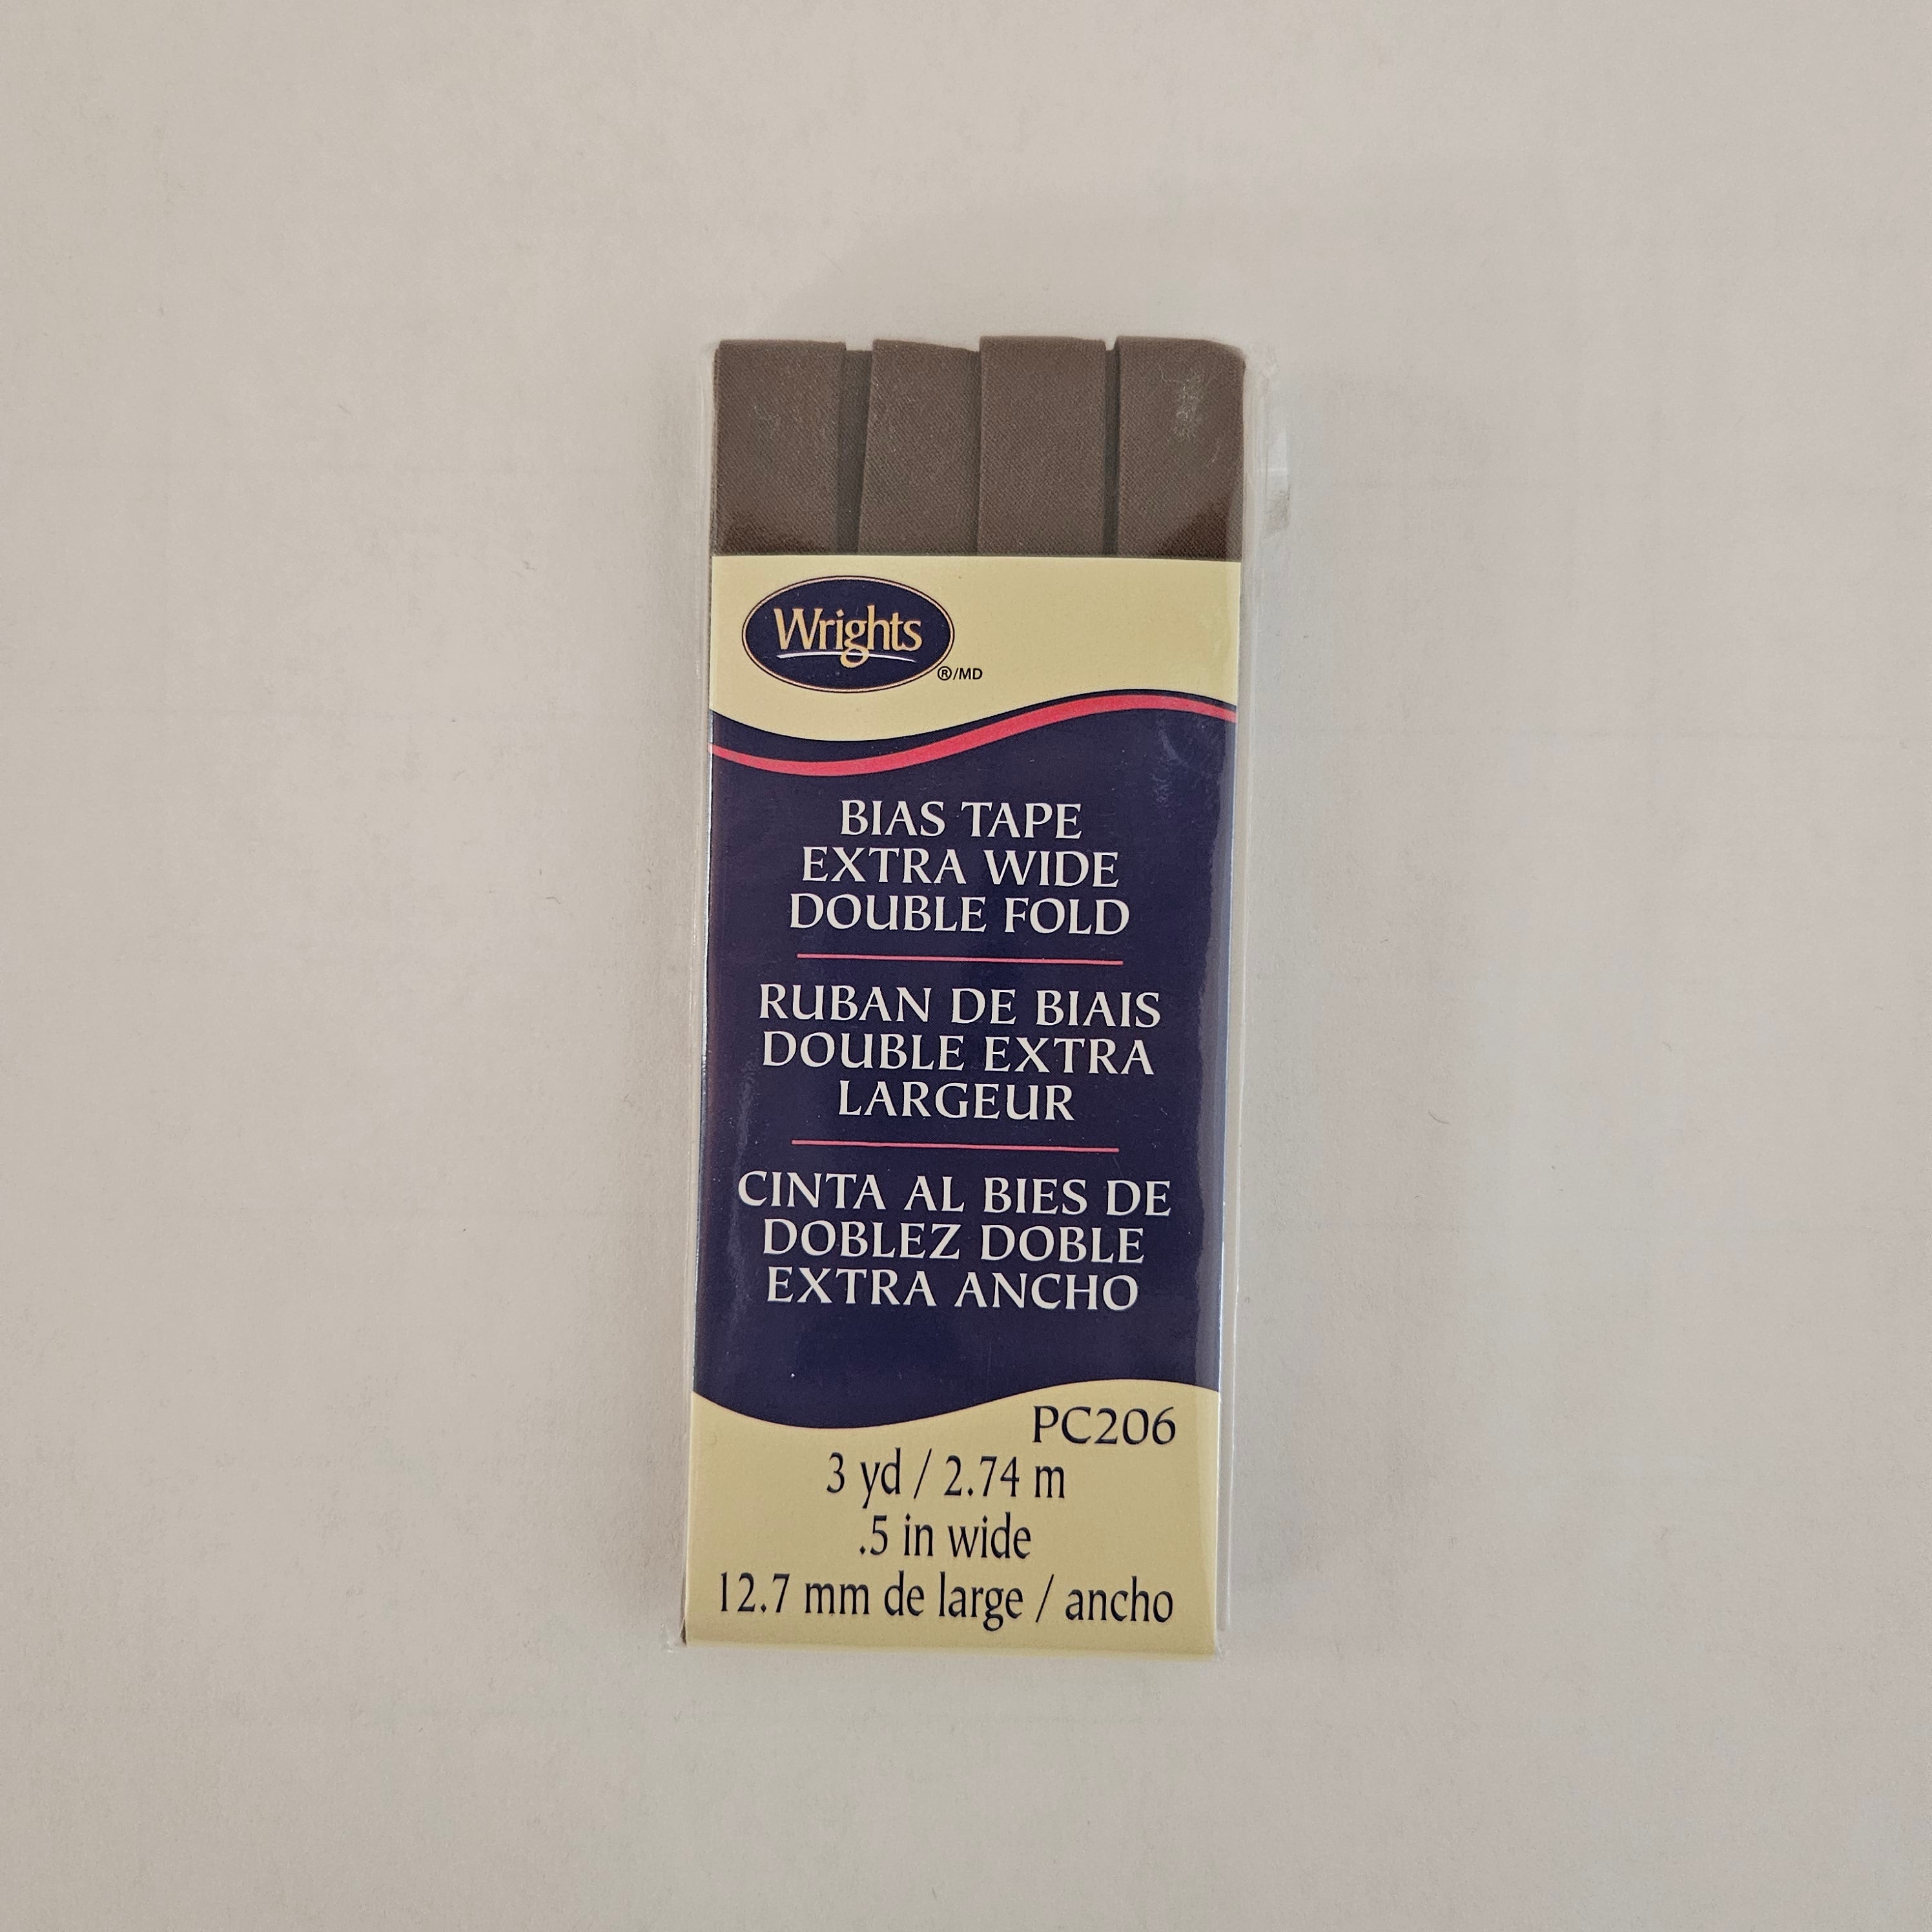 Wrights
®/MD
BIAS TAPE
EXTRA WIDE
DOUBLE FOLD
RUBAN DE BIAIS
DOUBLE EXTRA
LARGEUR
CINTA AL BIES DE
DOBLEZ DOBLE
EXTRA ANCHO
PC206
3 yd / 2.74 m
.5 in wide
12.7 mm de large / ancho